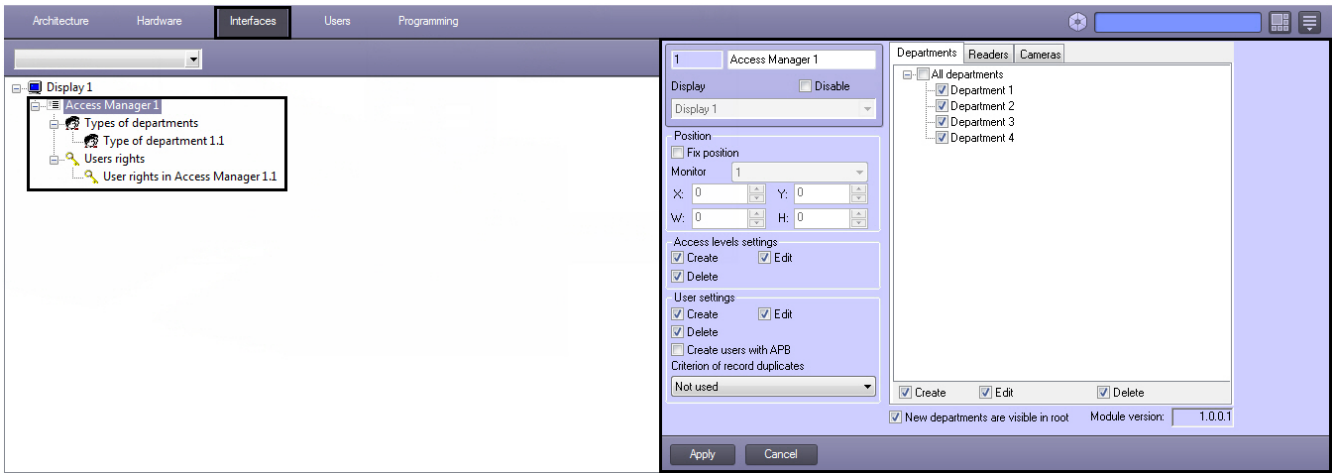 Architecture Hardware Interfaces Users Programming
Display 1
Access Manager 1
Types of departments
Type of department 1.1
Users rights
User rights in Access Manager 1.1
1 Access Manager 1
Display Disable
Display 1
Position
Fix position
Monitor 1
X: 0 Y: 0
W: 0 H: 0
Access levels settings
Create Edit
Delete
User settings
Create Edit
Delete
Create users with APB
Criterion of record duplicates
Not used
Departments Readers Cameras
All departments
Department 1
Department 2
Department 3
Department 4
Create Edit Delete
New departments are visible in root Module version: 1.0.0.1
Apply Cancel